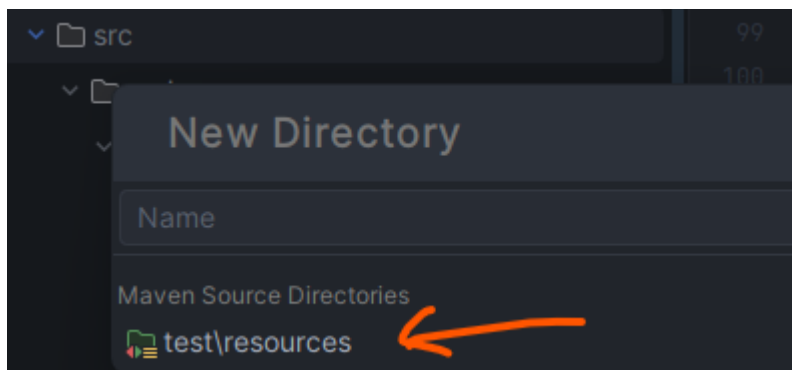 src
99
100
New Directory
Name
Maven Source Directories
test\resources